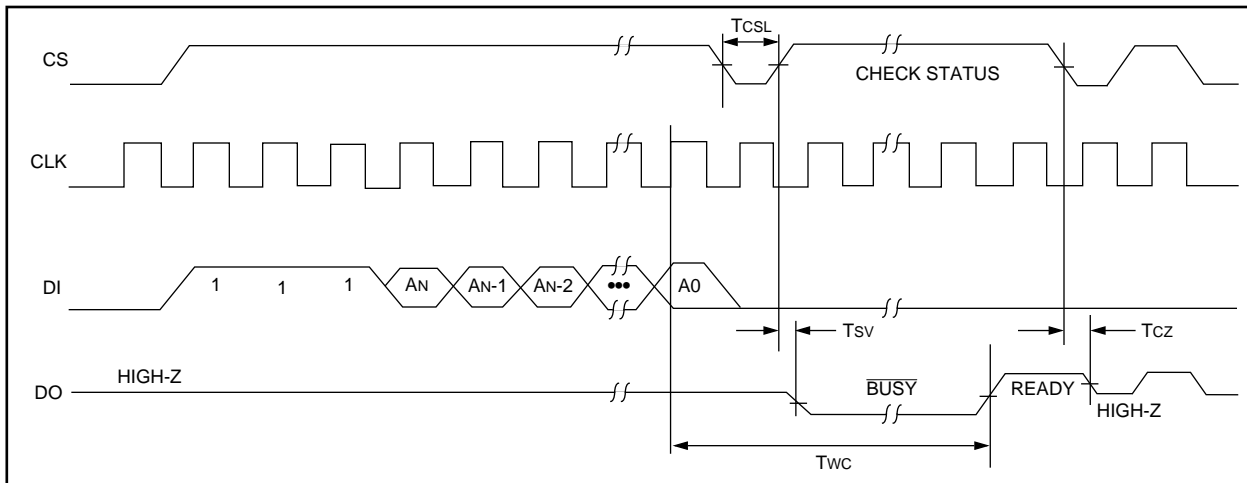 TCSL
CS
CHECK STATUS
CLK
DI
1 1 1 AN AN-1 AN-2 ••• A0
TSV
TCZ
HIGH-Z
DO
BUSY
READY
HIGH-Z
TWC